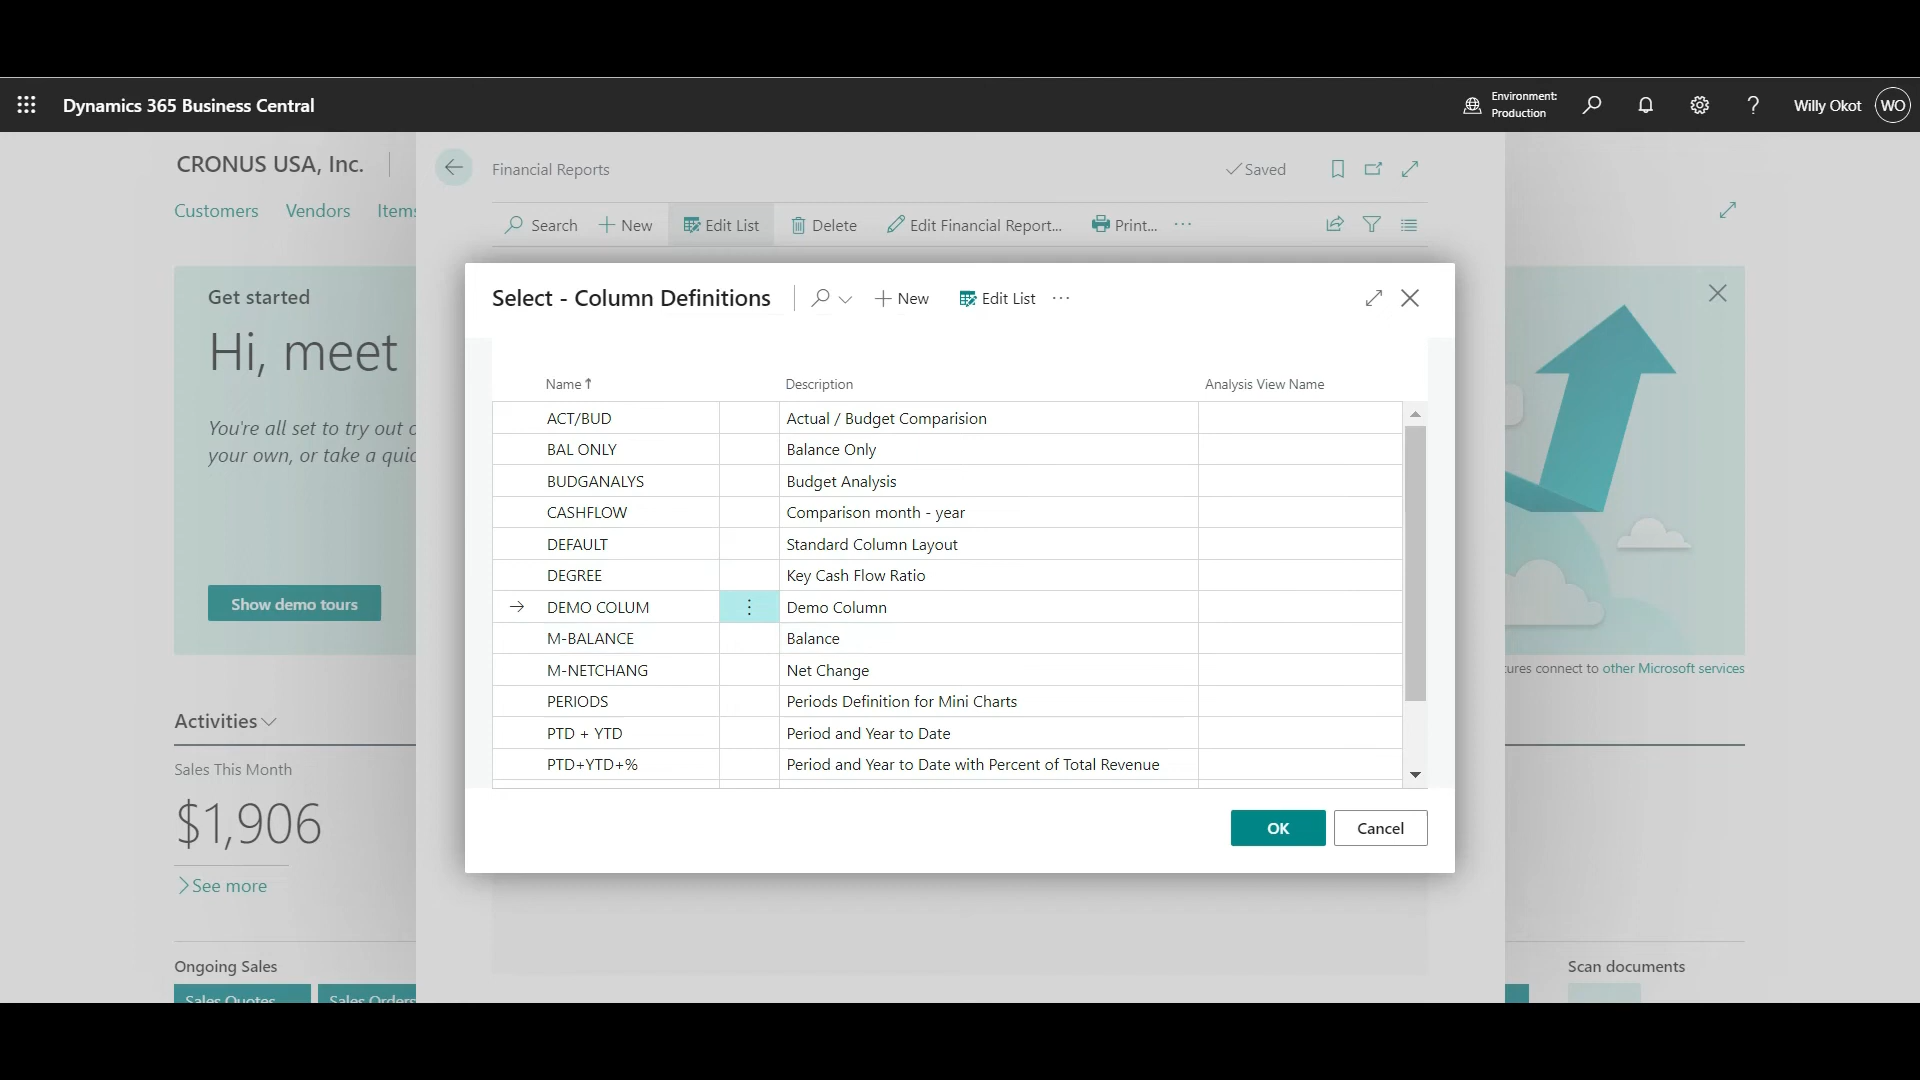 Dynamics 365 Business Central
Environment:
Production
Willy Okot
WO
CRONUS USA, Inc.
Financial Reports
Saved
Customers
Vendors
Items
Search
New
Edit List
Delete
Edit Financial Report...
Print...
Get started
Hi, meet
You're all set to try out
your own, or take a quic
Show demo tours
Select - Column Definitions
New
Edit List
Name
Description
Analysis View Name
ACT/BUD
Actual / Budget Comparision
BAL ONLY
Balance Only
BUDGANALYS
Budget Analysis
CASHFLOW
Comparison month - year
DEFAULT
Standard Column Layout
DEGREE
Key Cash Flow Ratio
DEMO COLUM
Demo Column
M-BALANCE
Balance
M-NETCHANG
Net Change
PERIODS
Periods Definition for Mini Charts
PTD + YTD
Period and Year to Date
PTD+YTD+%
Period and Year to Date with Percent of Total Revenue
OK
Cancel
tures connect to other Microsoft services
Activities
Sales This Month
$1,906
See more
Ongoing Sales
Scan documents
Sales Quotes
Sales Orders